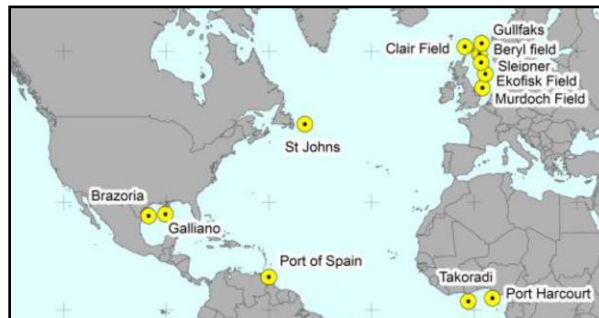 Gullfaks
Clair Field
Beryl field
Sleipner
Ekofisk Field
Murdoch Field
St Johns
Brazoria
Galliano
Port of Spain
Takoradi
Port Harcourt